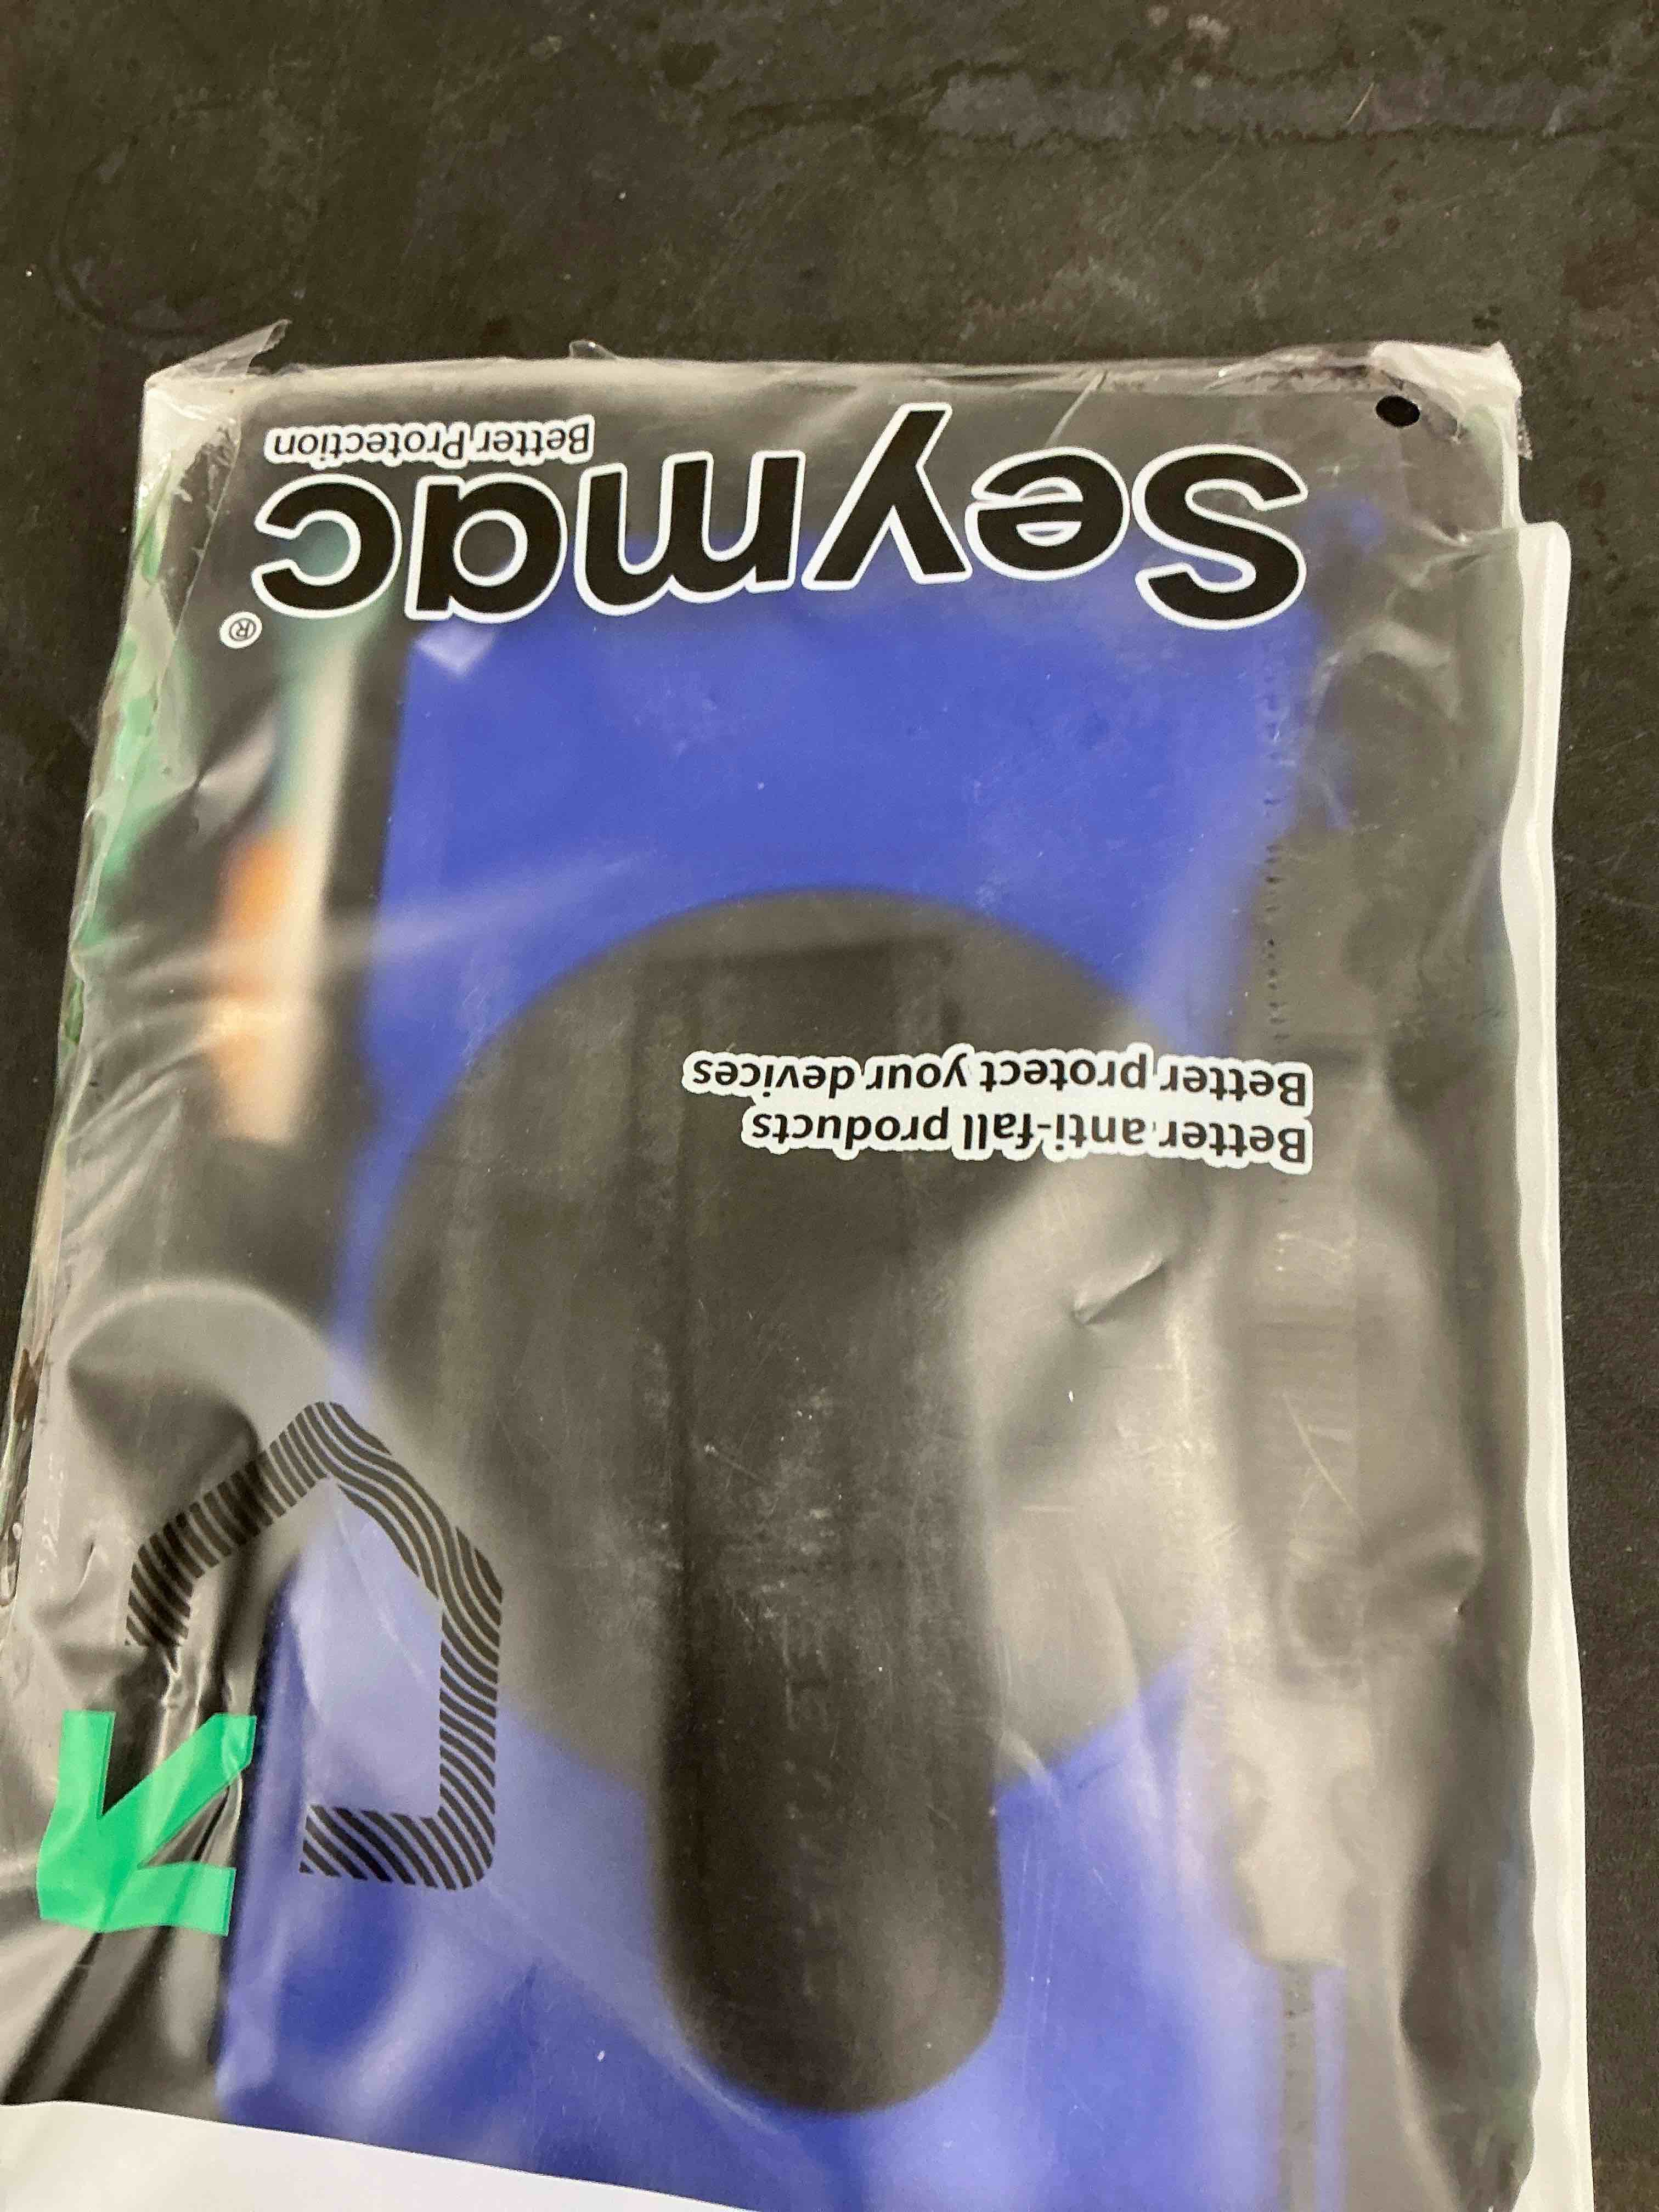 Seymac®
Better Protection
Better anti-fall products
Better protect your devices